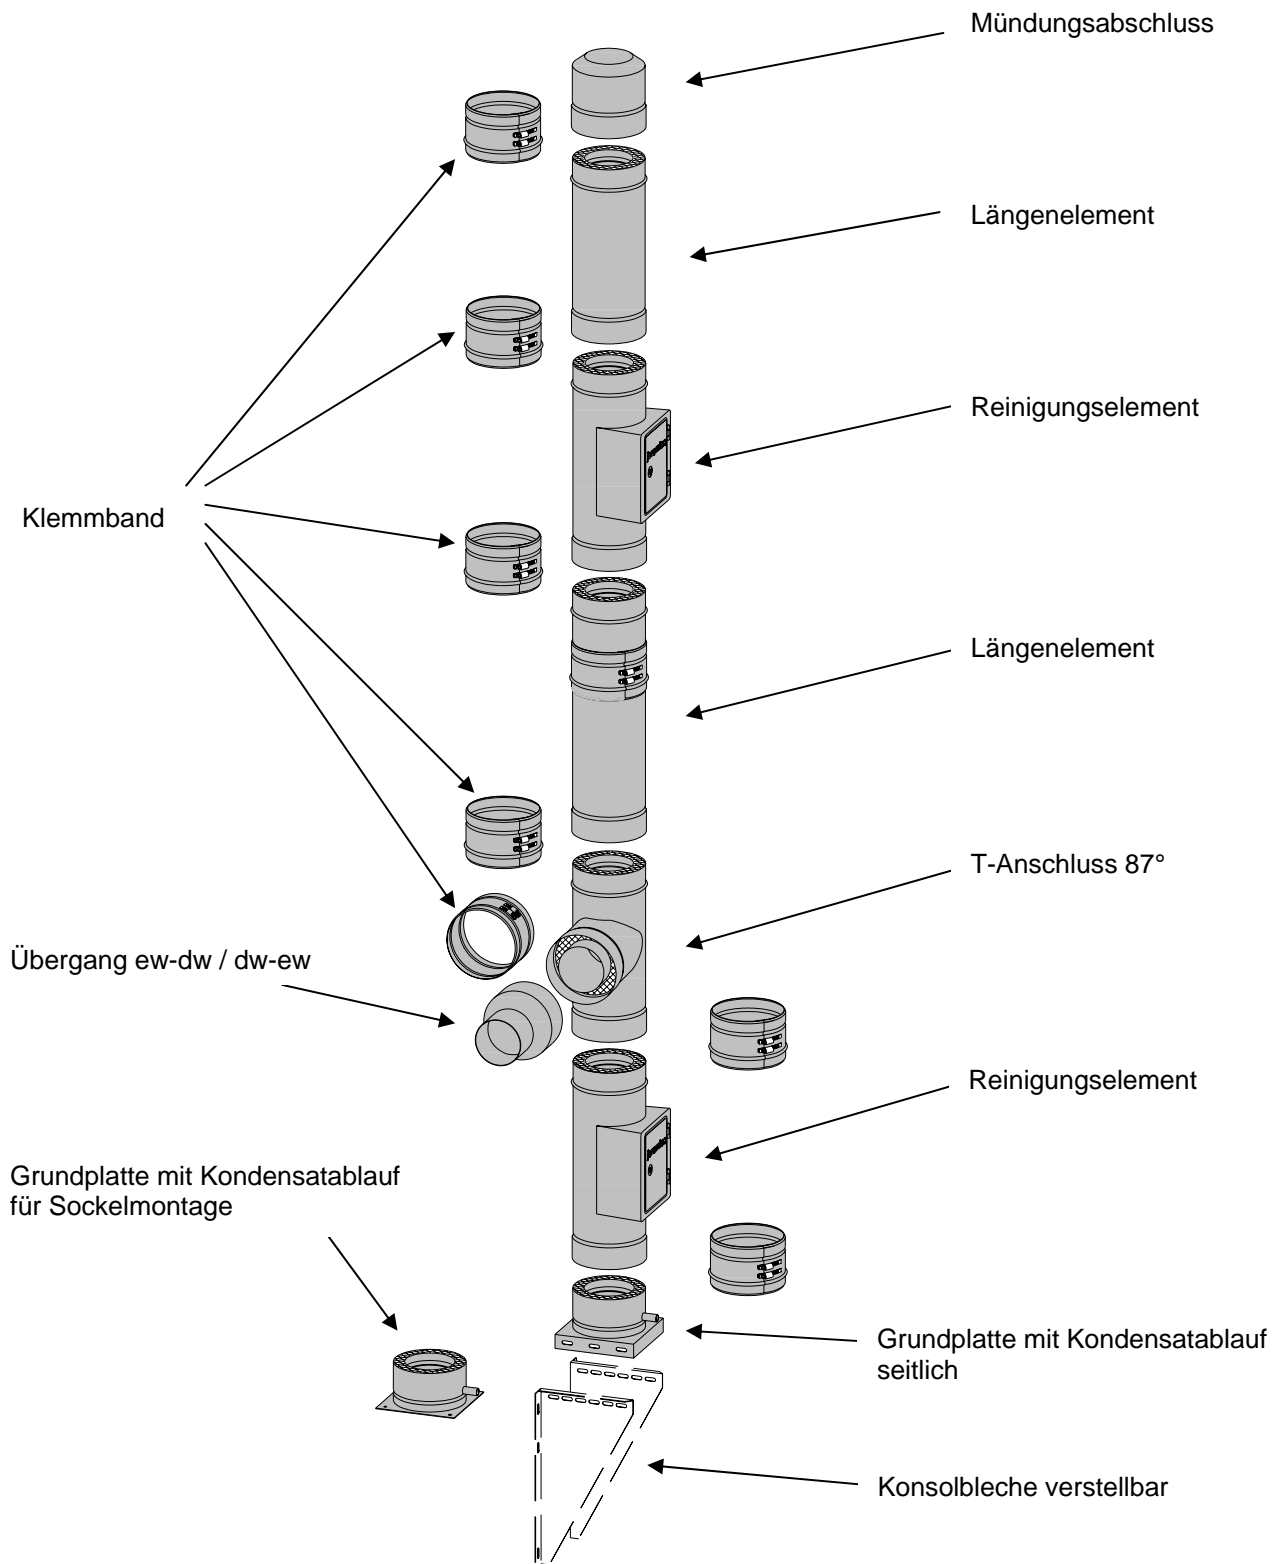 Mündungsabschluss
Längenelement
Reinigungselement
Klemmband
Längenelement
T-Anschluss 87°
Übergang ew-dw / dw-ew
Reinigungselement
Grundplatte mit Kondensatablauf
für Sockelmontage
Grundplatte mit Kondensatablauf
seitlich
Konsolbleche verstellbar